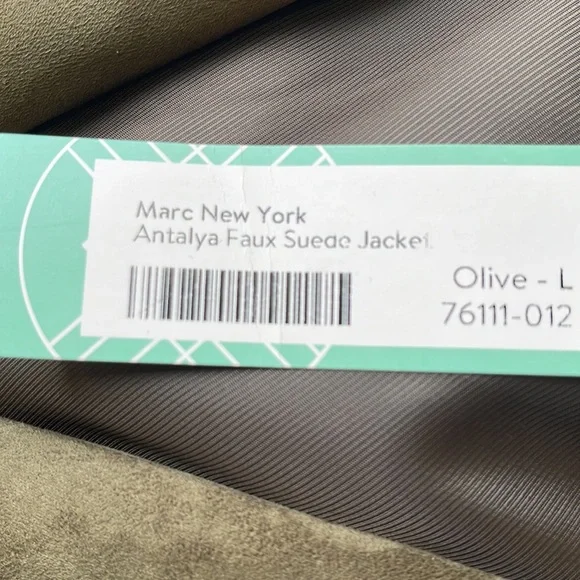 Marc New York
Antalya Faux Suede Jacket
Olive - L
76111-012